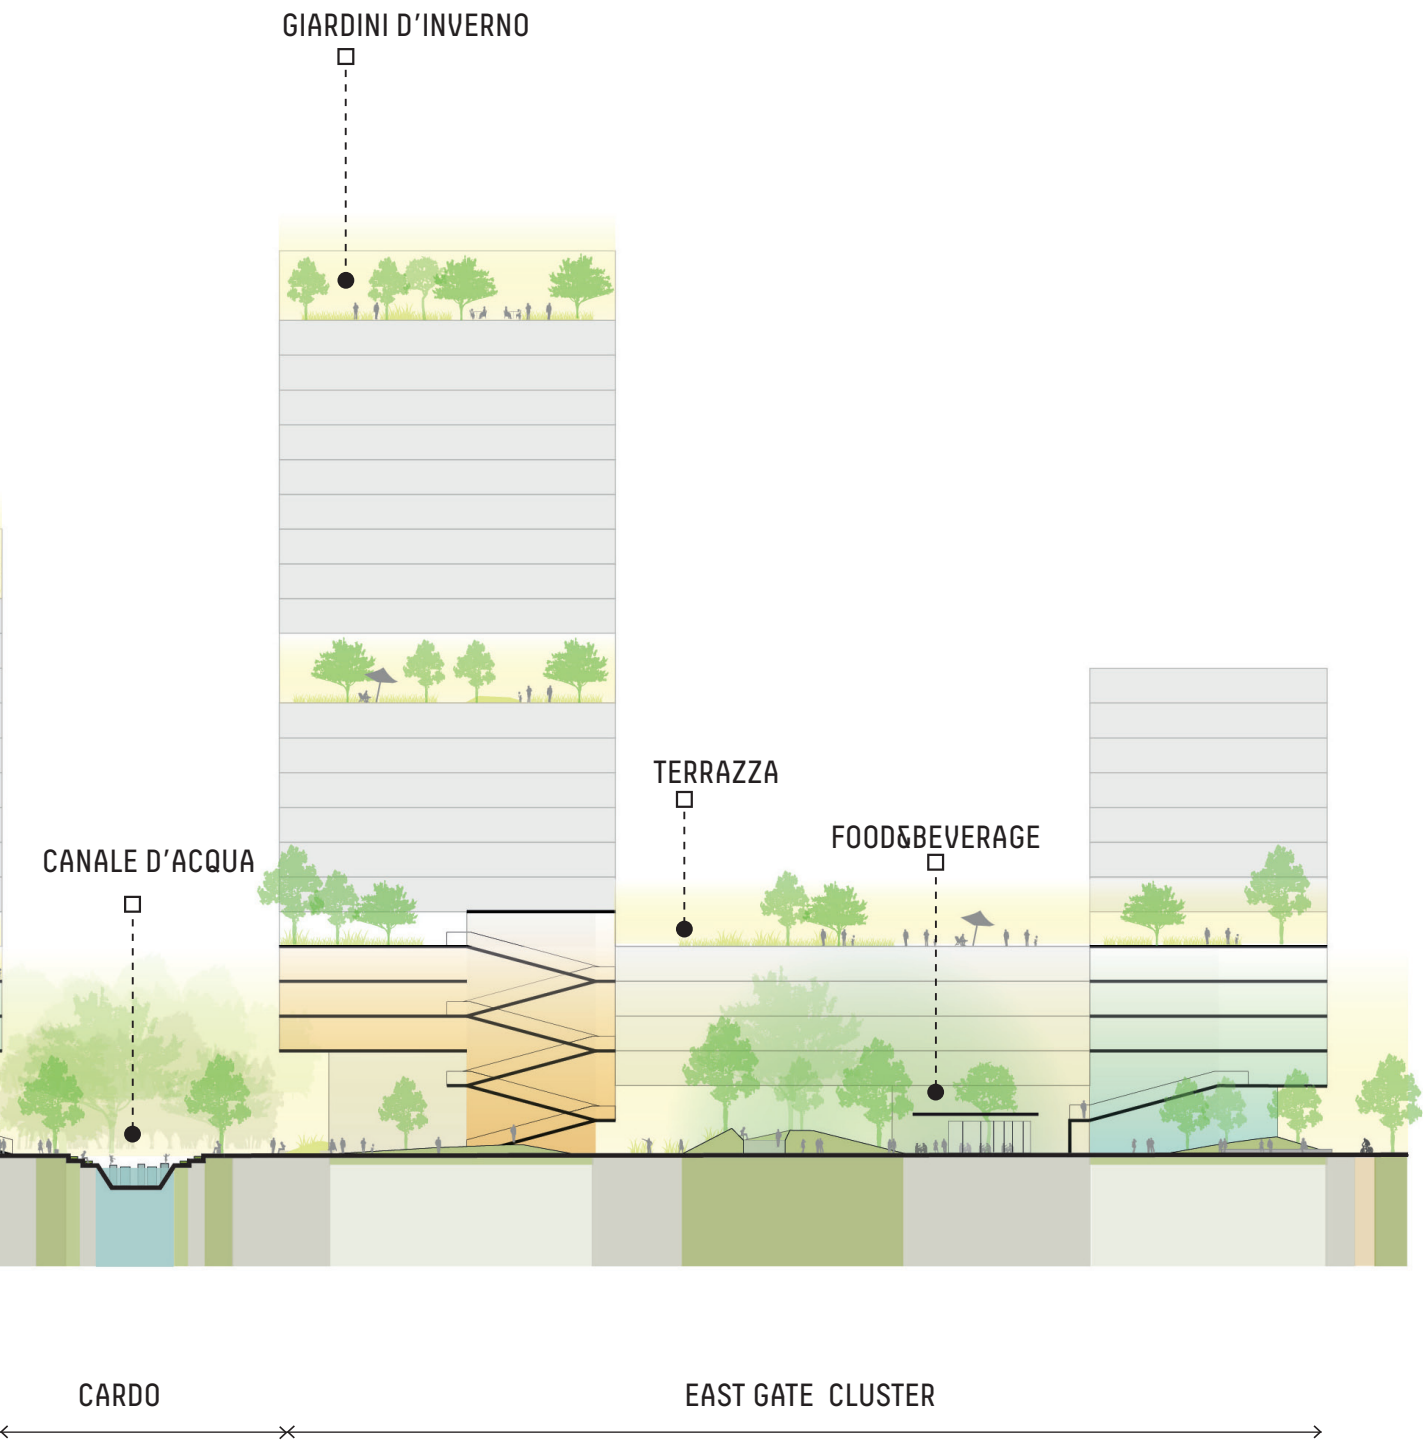 GIARDINI D'INVERNO
TERRAZZA
FOOD&BEVERAGE
CANALE D'ACQUA
CARDO
EAST GATE CLUSTER